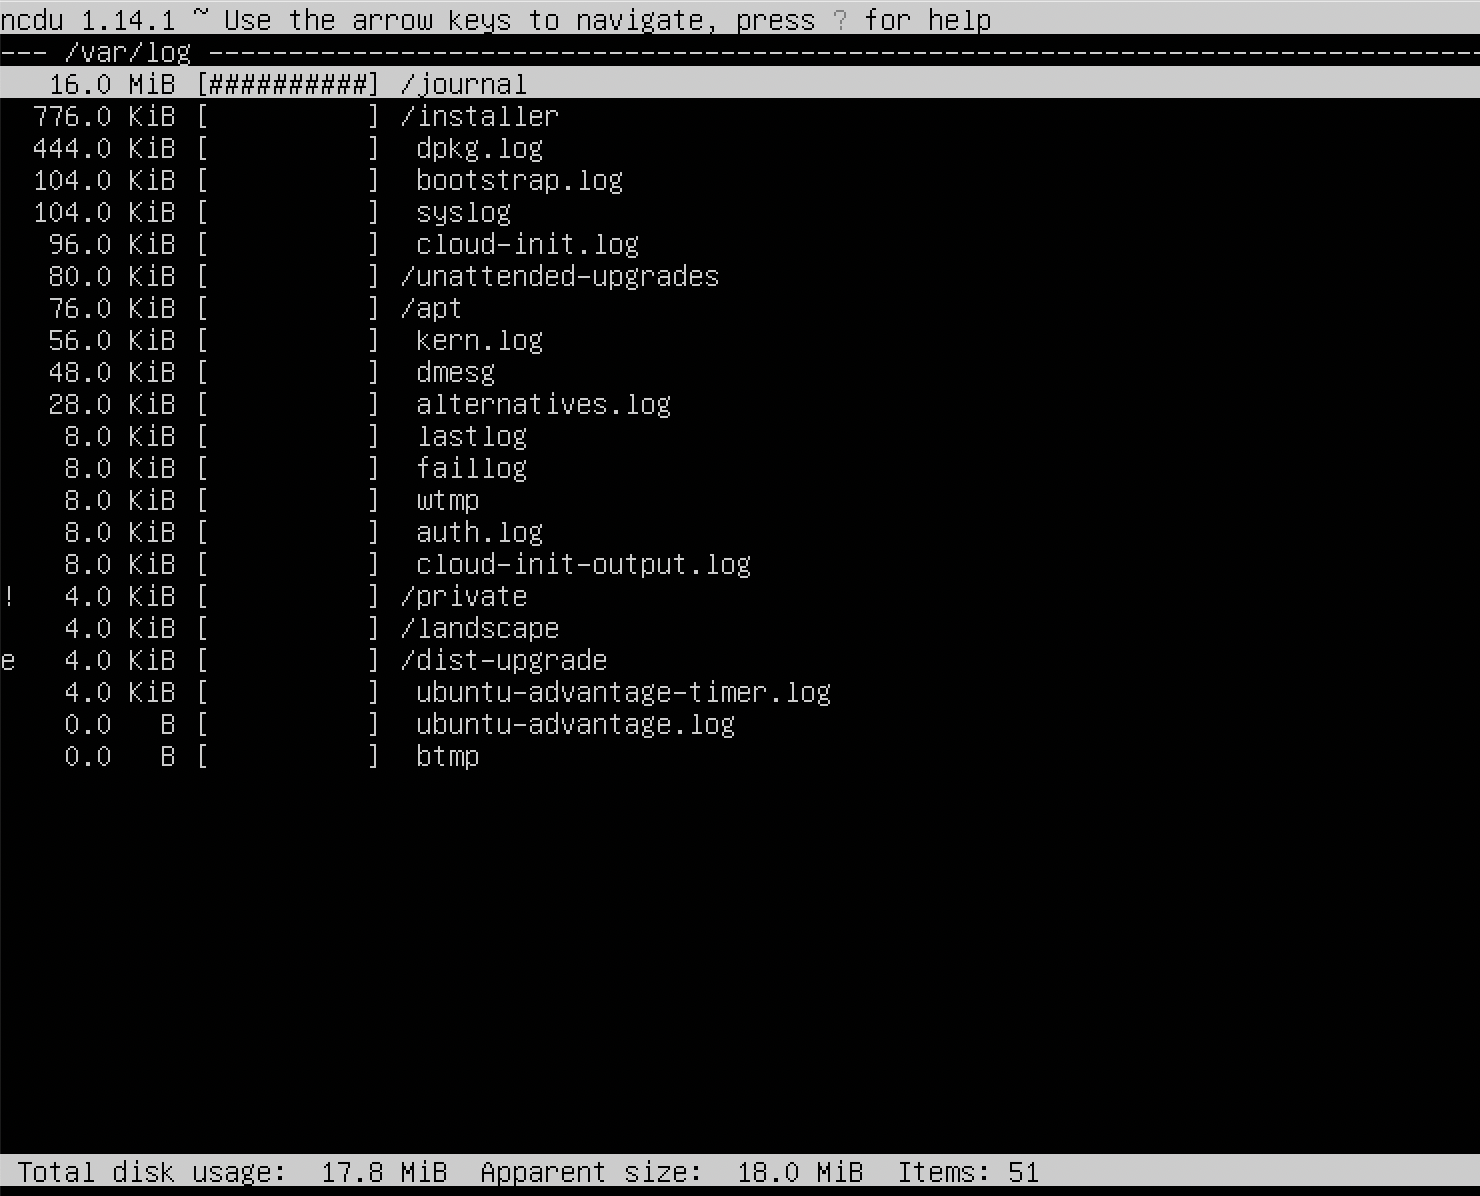 ncdu 1.14.1 ~ Use the arrow keys to navigate, press ? for help
--- /var/log -------------------------------------------------------------------------------
   16.0 MiB [##########] /journal
  776.0 KiB [          ] /installer
  444.0 KiB [          ]  dpkg.log
  104.0 KiB [          ]  bootstrap.log
  104.0 KiB [          ]  syslog
   96.0 KiB [          ]  cloud-init.log
   80.0 KiB [          ] /unattended-upgrades
   76.0 KiB [          ] /apt
   56.0 KiB [          ]  kern.log
   48.0 KiB [          ]  dmesg
   28.0 KiB [          ]  alternatives.log
    8.0 KiB [          ]  lastlog
    8.0 KiB [          ]  faillog
    8.0 KiB [          ]  wtmp
    8.0 KiB [          ]  auth.log
    8.0 KiB [          ]  cloud-init-output.log
!   4.0 KiB [          ] /private
    4.0 KiB [          ] /landscape
e   4.0 KiB [          ] /dist-upgrade
    4.0 KiB [          ]  ubuntu-advantage-timer.log
    0.0   B [          ]  ubuntu-advantage.log
    0.0   B [          ]  btmp
 Total disk usage:  17.8 MiB  Apparent size:  18.0 MiB  Items: 51